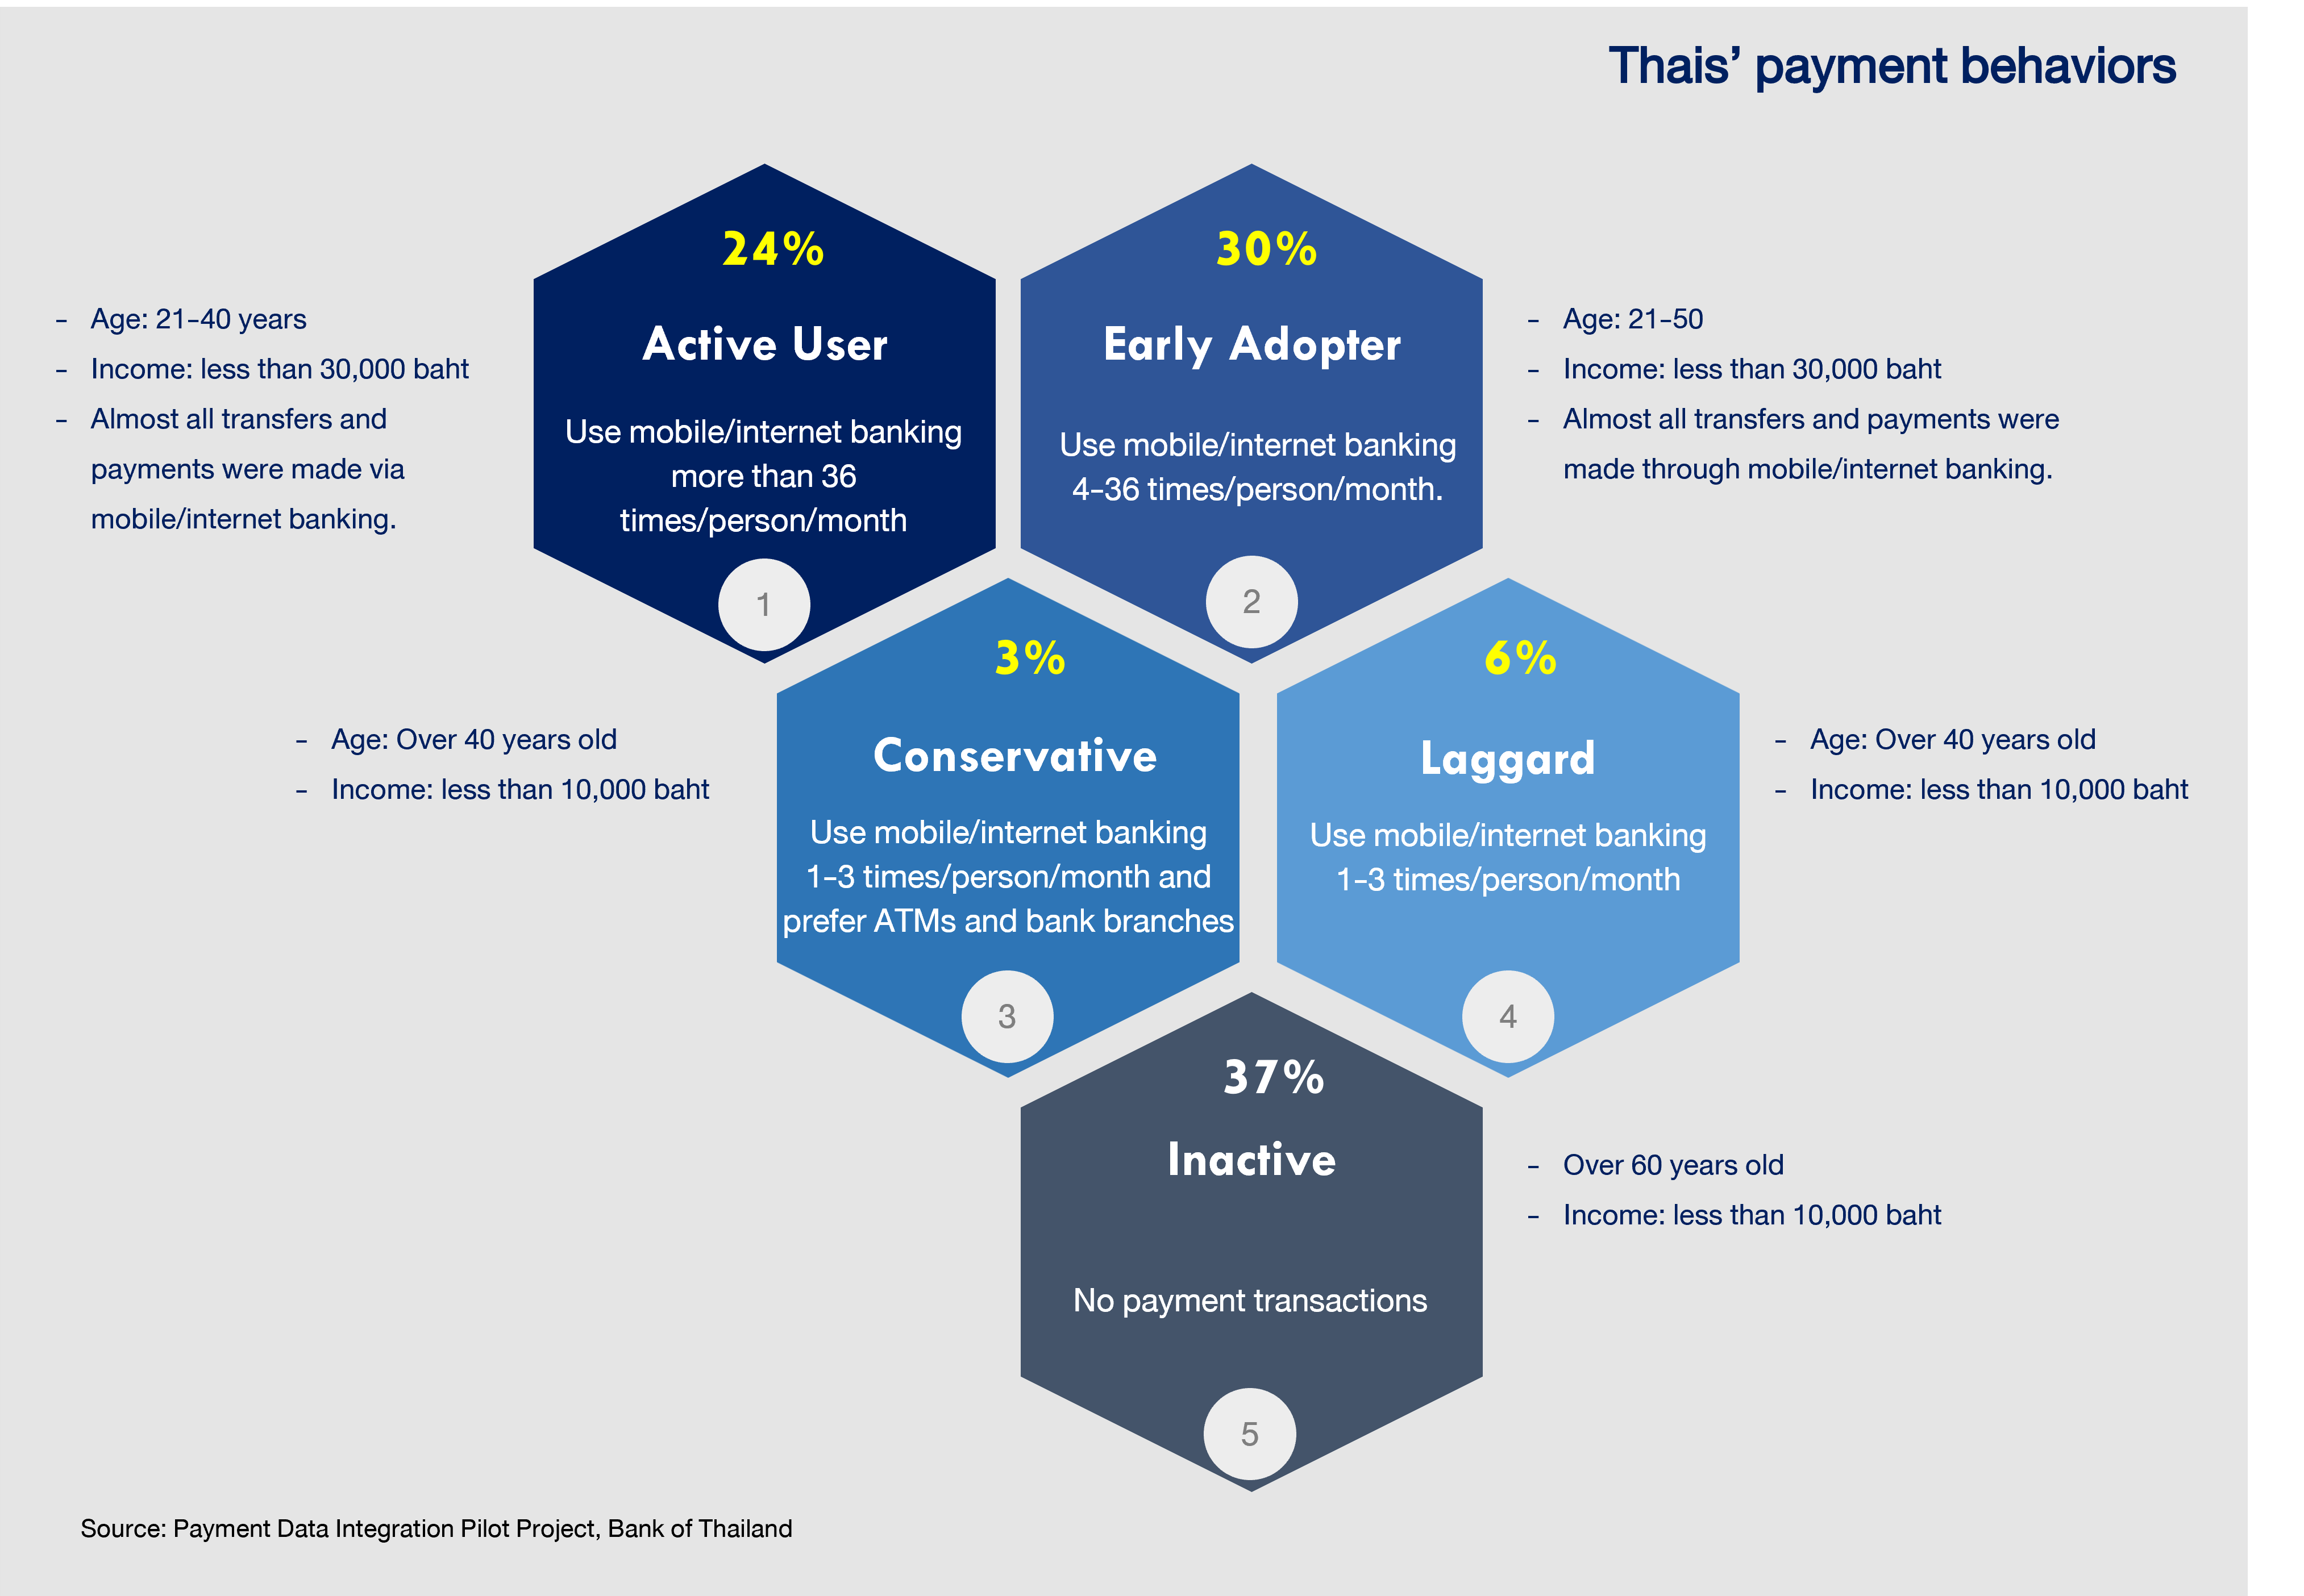 Thais’ payment behaviors
24%
Active User
Use mobile/internet banking
more than 36
times/person/month
1
- Age: 21-40 years
- Income: less than 30,000 baht
- Almost all transfers and
payments were made via
mobile/internet banking.
30%
Early Adopter
Use mobile/internet banking
4-36 times/person/month.
2
- Age: 21-50
- Income: less than 30,000 baht
- Almost all transfers and payments were
made through mobile/internet banking.
3%
Conservative
Use mobile/internet banking
1-3 times/person/month and
prefer ATMs and bank branches
3
- Age: Over 40 years old
- Income: less than 10,000 baht
6%
Laggard
Use mobile/internet banking
1-3 times/person/month
4
- Age: Over 40 years old
- Income: less than 10,000 baht
37%
Inactive
No payment transactions
5
- Over 60 years old
- Income: less than 10,000 baht
Source: Payment Data Integration Pilot Project, Bank of Thailand